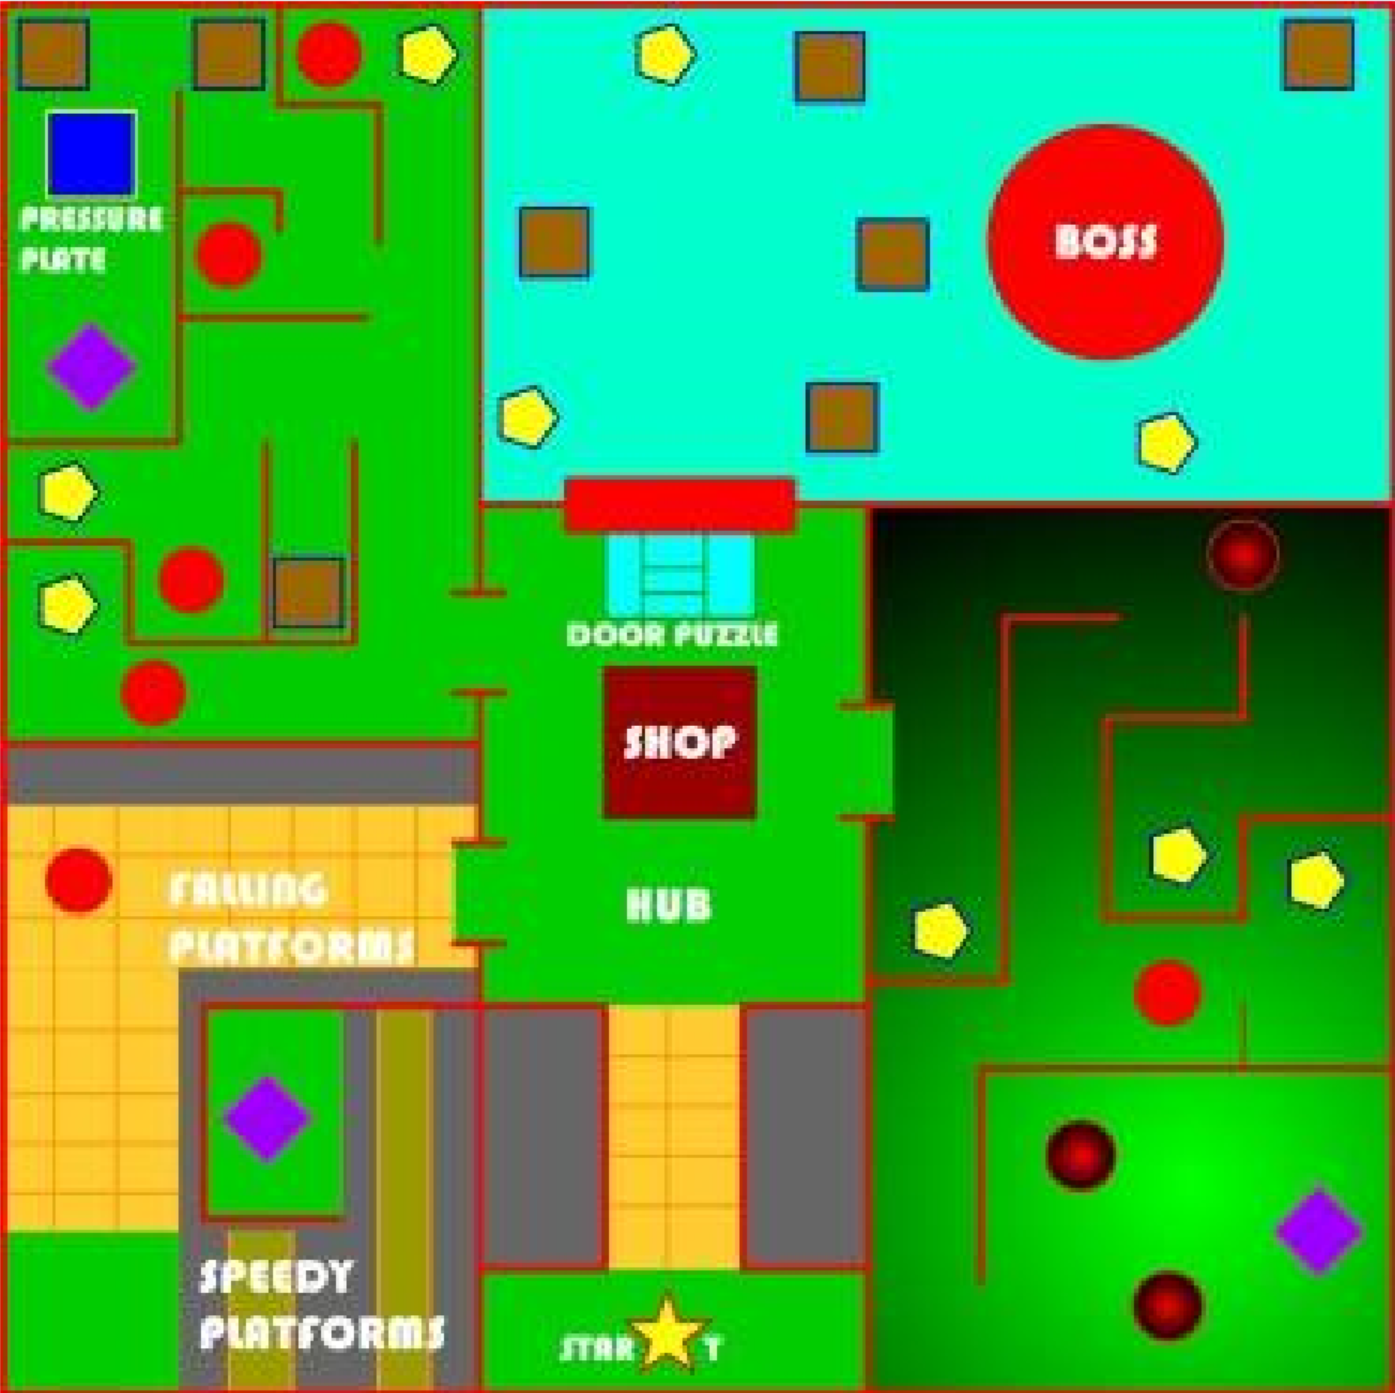 PRESSURE
PLATE
BOSS
DOOR PUZZLE
SHOP
FALLING
PLATFORMS
HUB
SPEEDY
PLATFORMS
STAR T